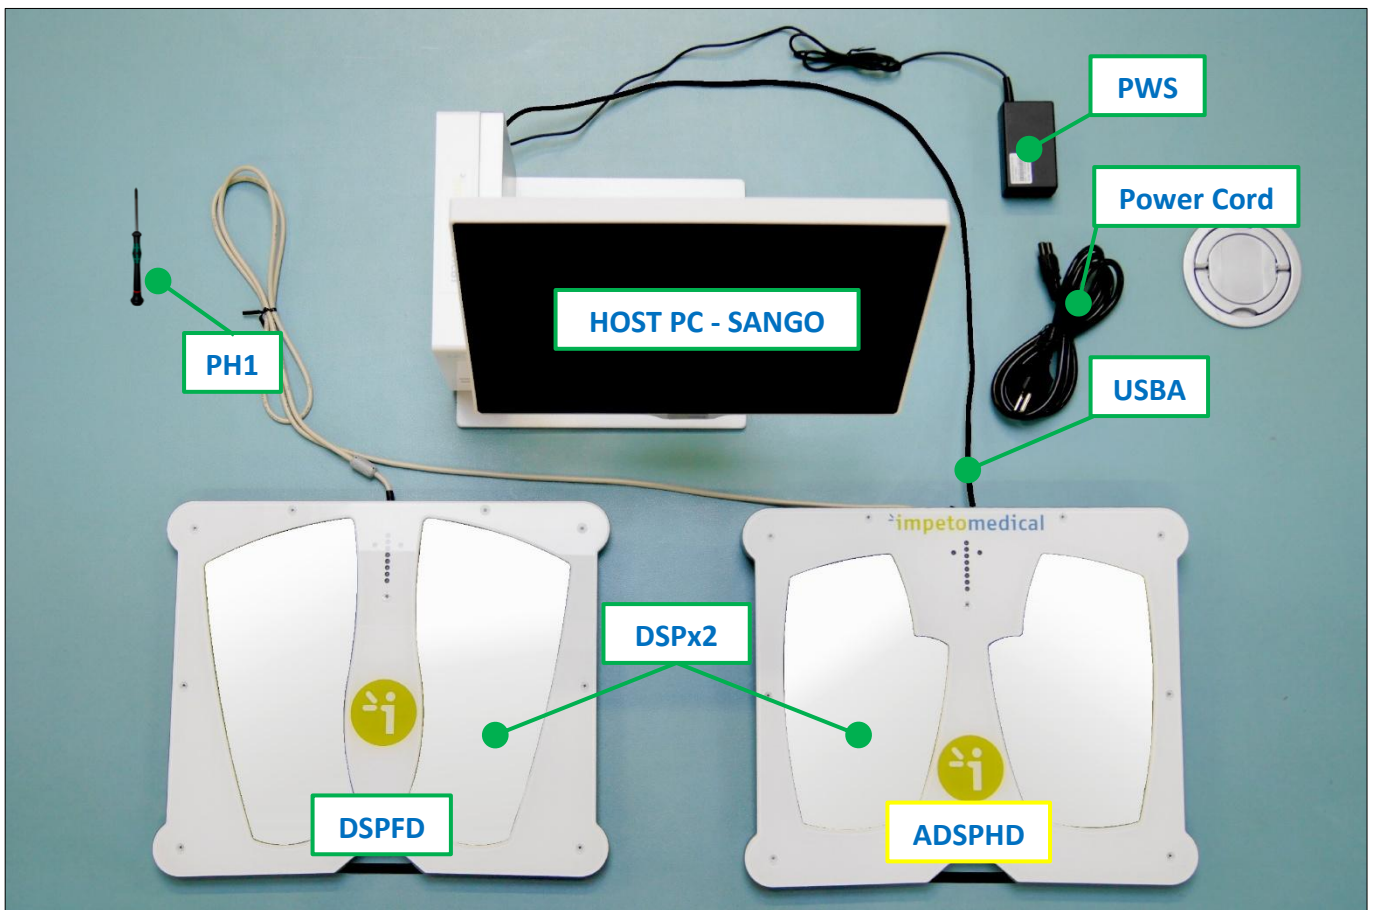 PWS
Power Cord
HOST PC - SANGO
PH1
USBA
impetomedical
DSPx2
DSPFD
ADSPHD